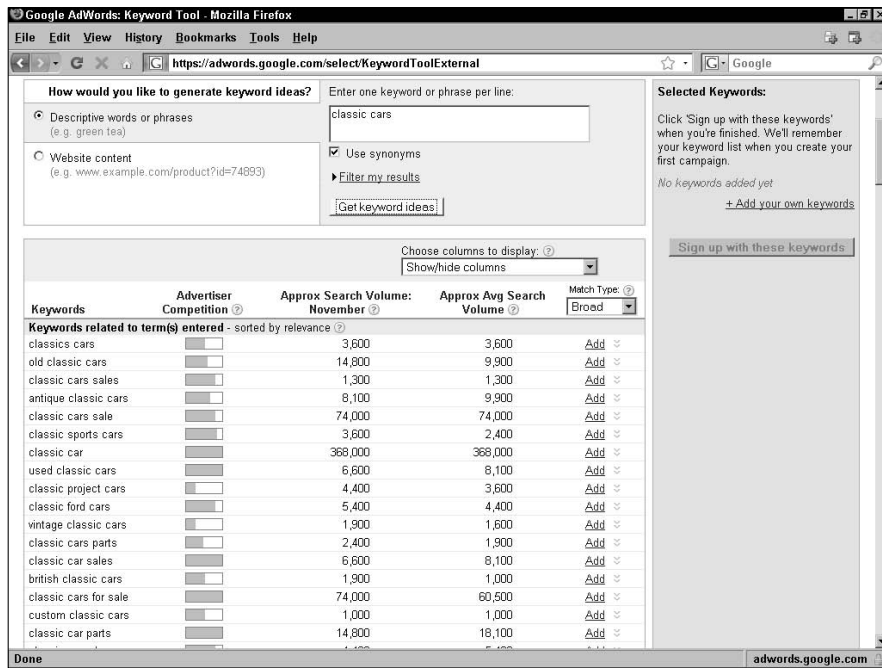 Google AdWords: Keyword Tool - Mozilla Firefox
File Edit View History Bookmarks Tools Help
G https://adwords.google.com/select/KeywordToolExternal G Google
How would you like to generate keyword ideas?
Descriptive words or phrases
(e.g. green tea)
Website content
(e.g. www.example.com/product?id=74893)
Enter one keyword or phrase per line:
classic cars
Use synonyms
Filter my results
Get keyword ideas
Selected Keywords:
Click 'Sign up with these keywords'
when you're finished. We'll remember
your keyword list when you create your
first campaign.
No keywords added yet
+ Add your own keywords
Sign up with these keywords
Choose columns to display: ?
Show/hide columns
Keywords Advertiser Competition ? Approx Search Volume: November ? Approx Avg Search Volume ? Match Type: ? Broad
Keywords related to term(s) entered - sorted by relevance ?
classics cars 3,600 3,600 Add
old classic cars 14,800 9,900 Add
classic cars sales 1,300 1,300 Add
antique classic cars 8,100 9,900 Add
classic cars sale 74,000 74,000 Add
classic sports cars 3,600 2,400 Add
classic car 368,000 368,000 Add
used classic cars 6,600 8,100 Add
classic project cars 4,400 3,600 Add
classic ford cars 5,400 4,400 Add
vintage classic cars 1,900 1,600 Add
classic cars parts 2,400 1,900 Add
classic car sales 6,600 8,100 Add
british classic cars 1,900 1,000 Add
classic cars for sale 74,000 60,500 Add
custom classic cars 1,000 1,000 Add
classic car parts 14,800 18,100 Add
Done adwords.google.com